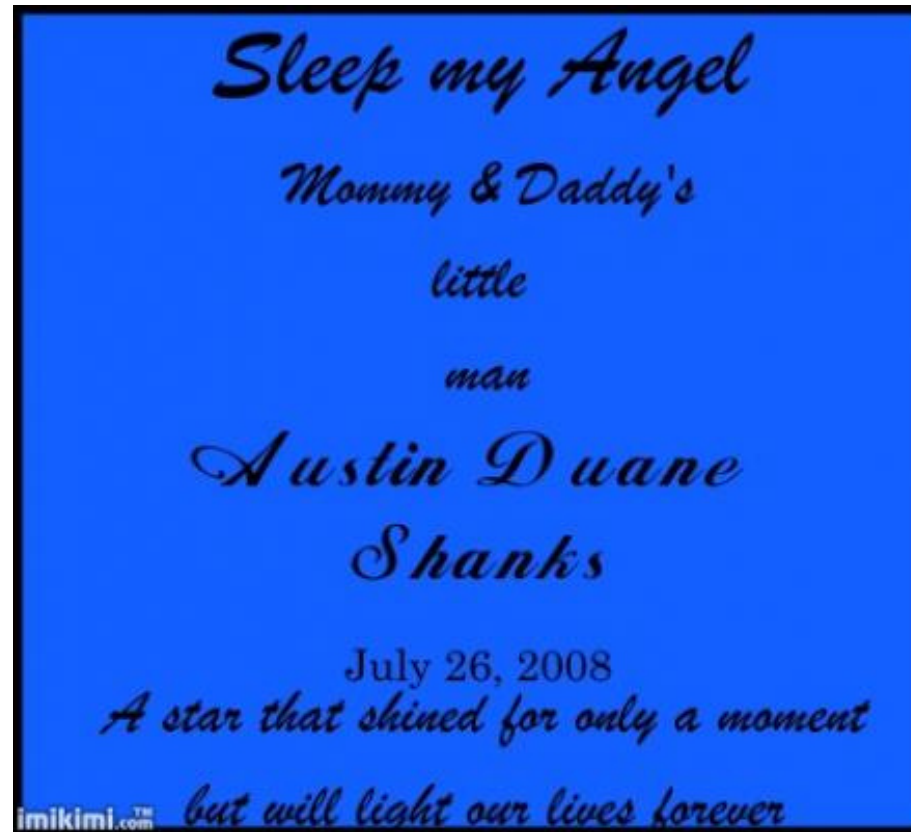 Sleep my Angel
Mommy & Daddy's
little
man
Austin Duane
Shanks
July 26, 2008
A star that shined for only a moment
but will light our lives forever
imikimi.com™